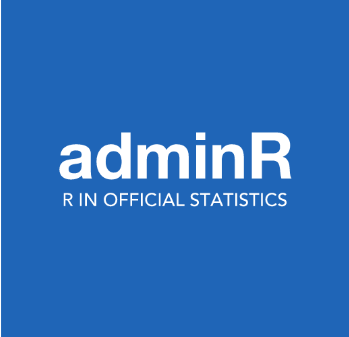 adminR
R IN OFFICIAL STATISTICS